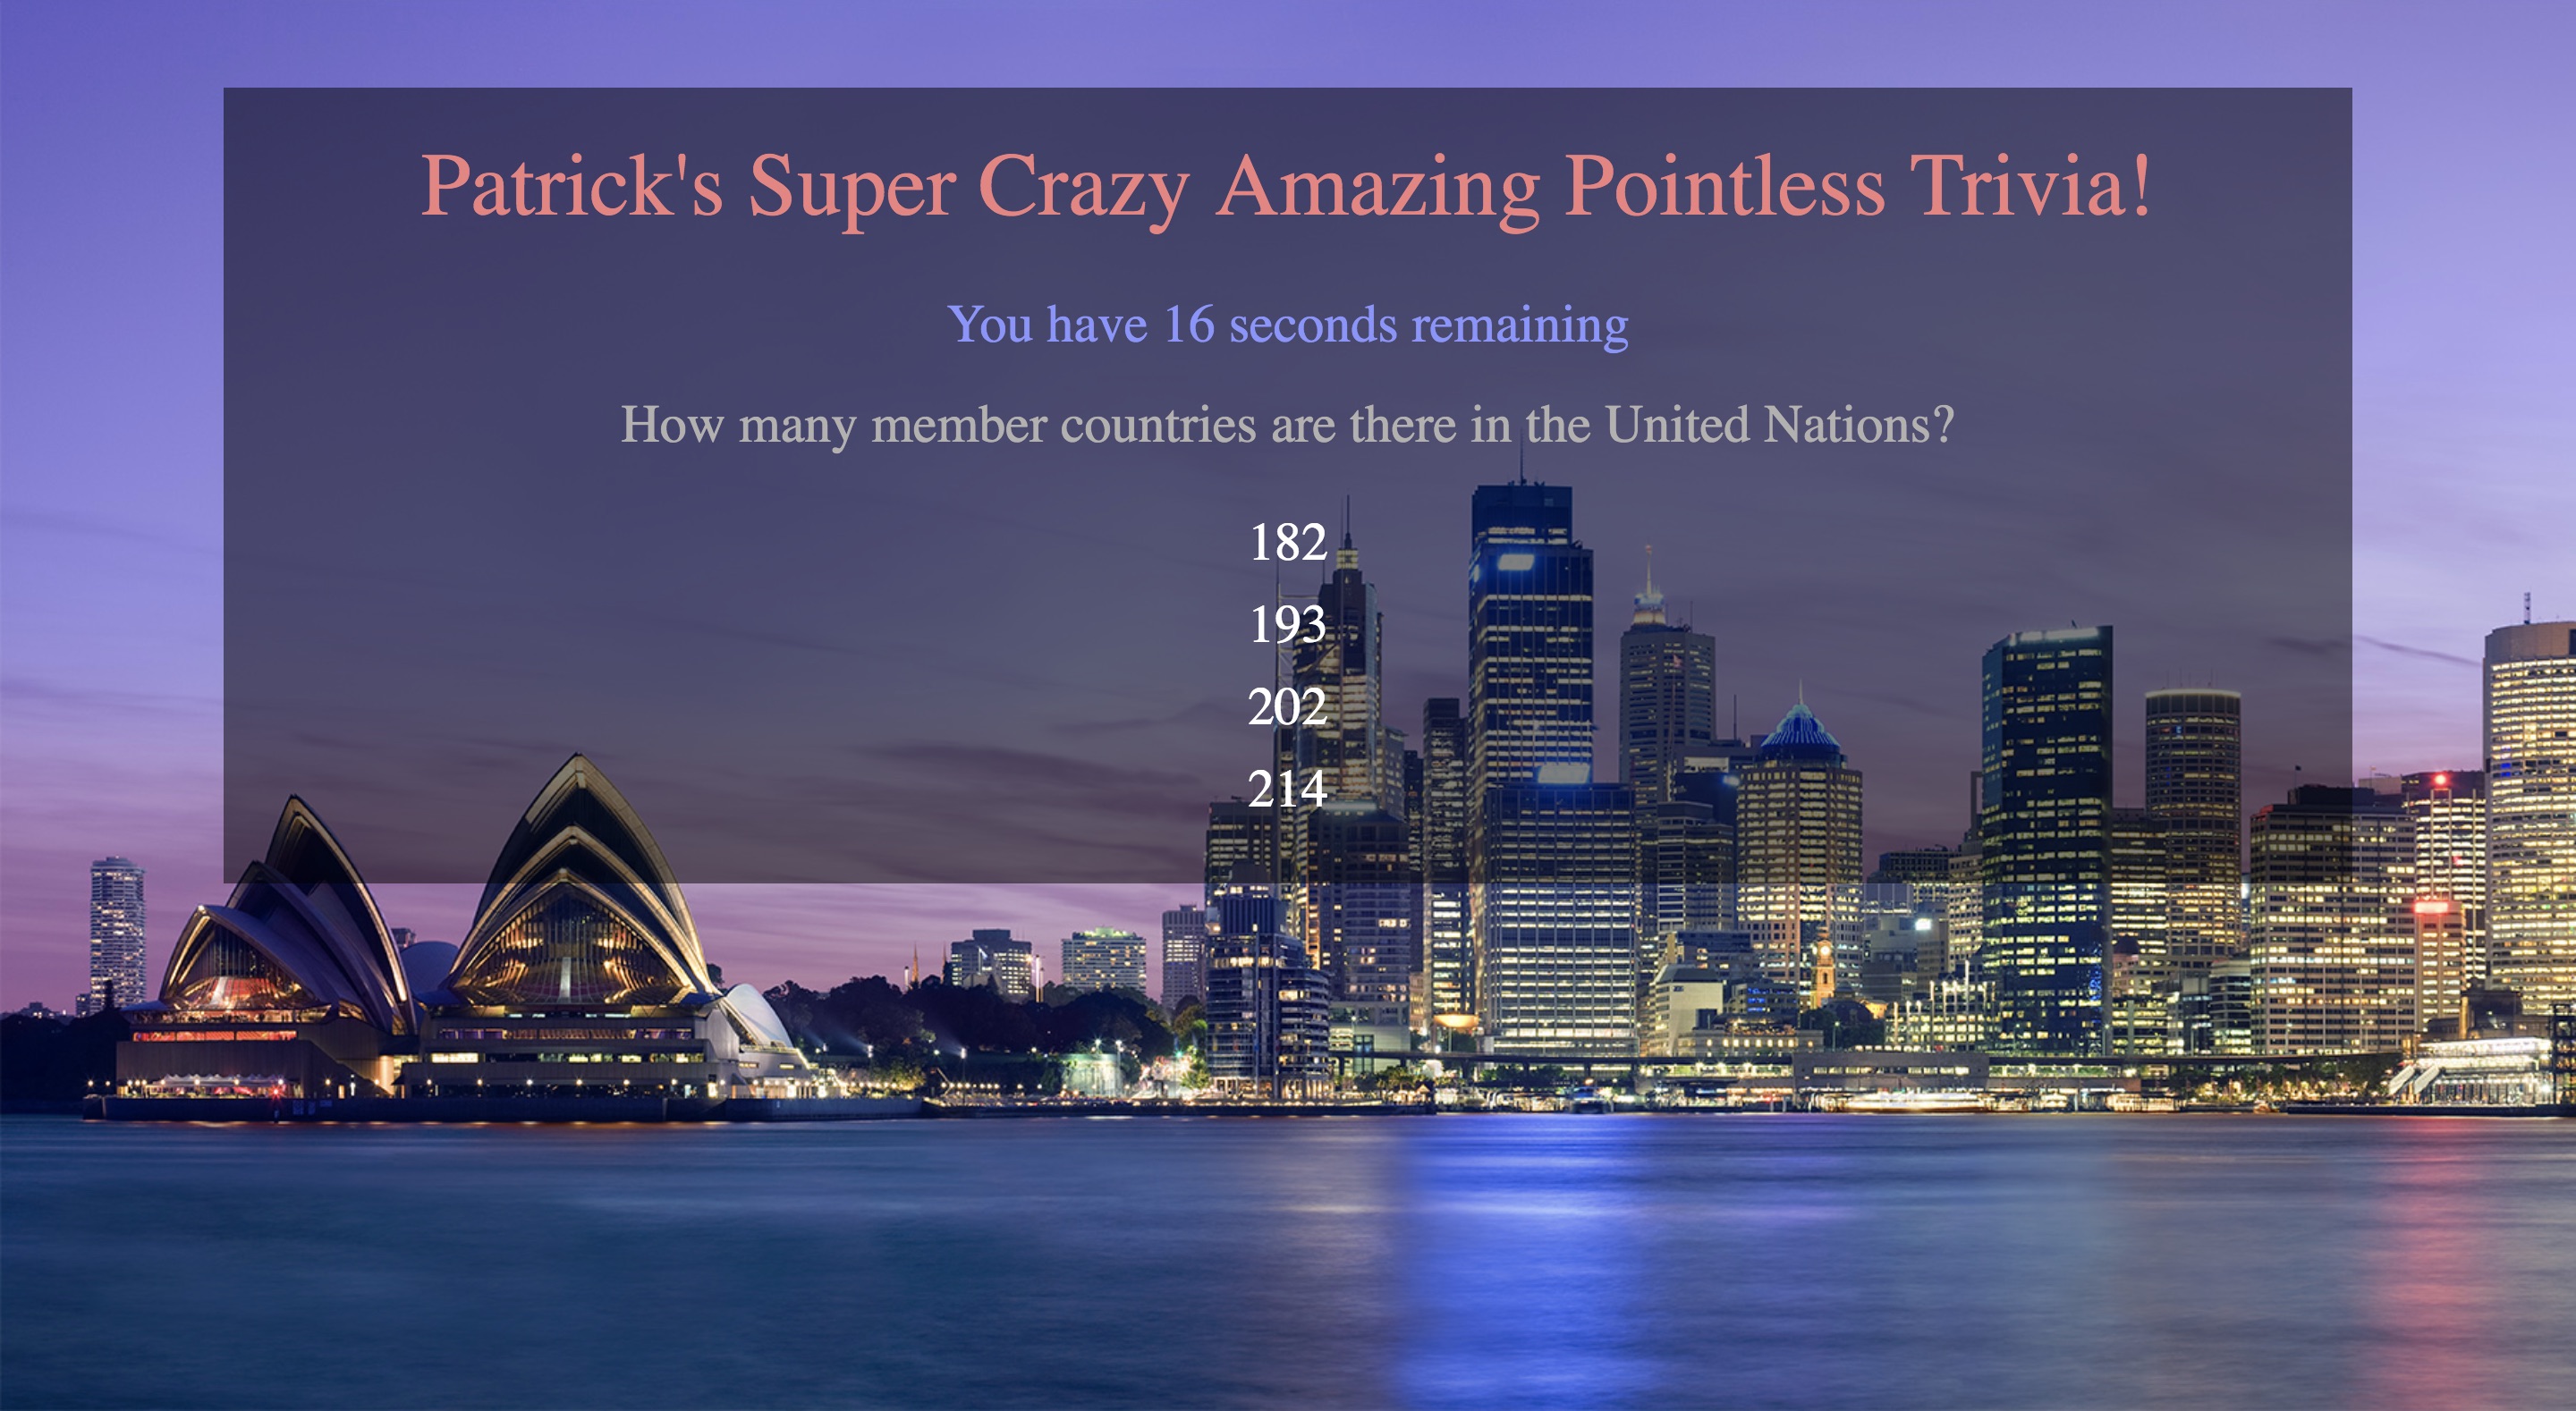 Patrick's Super Crazy Amazing Pointless Trivia!
You have 16 seconds remaining
How many member countries are there in the United Nations?
182
193
202
214